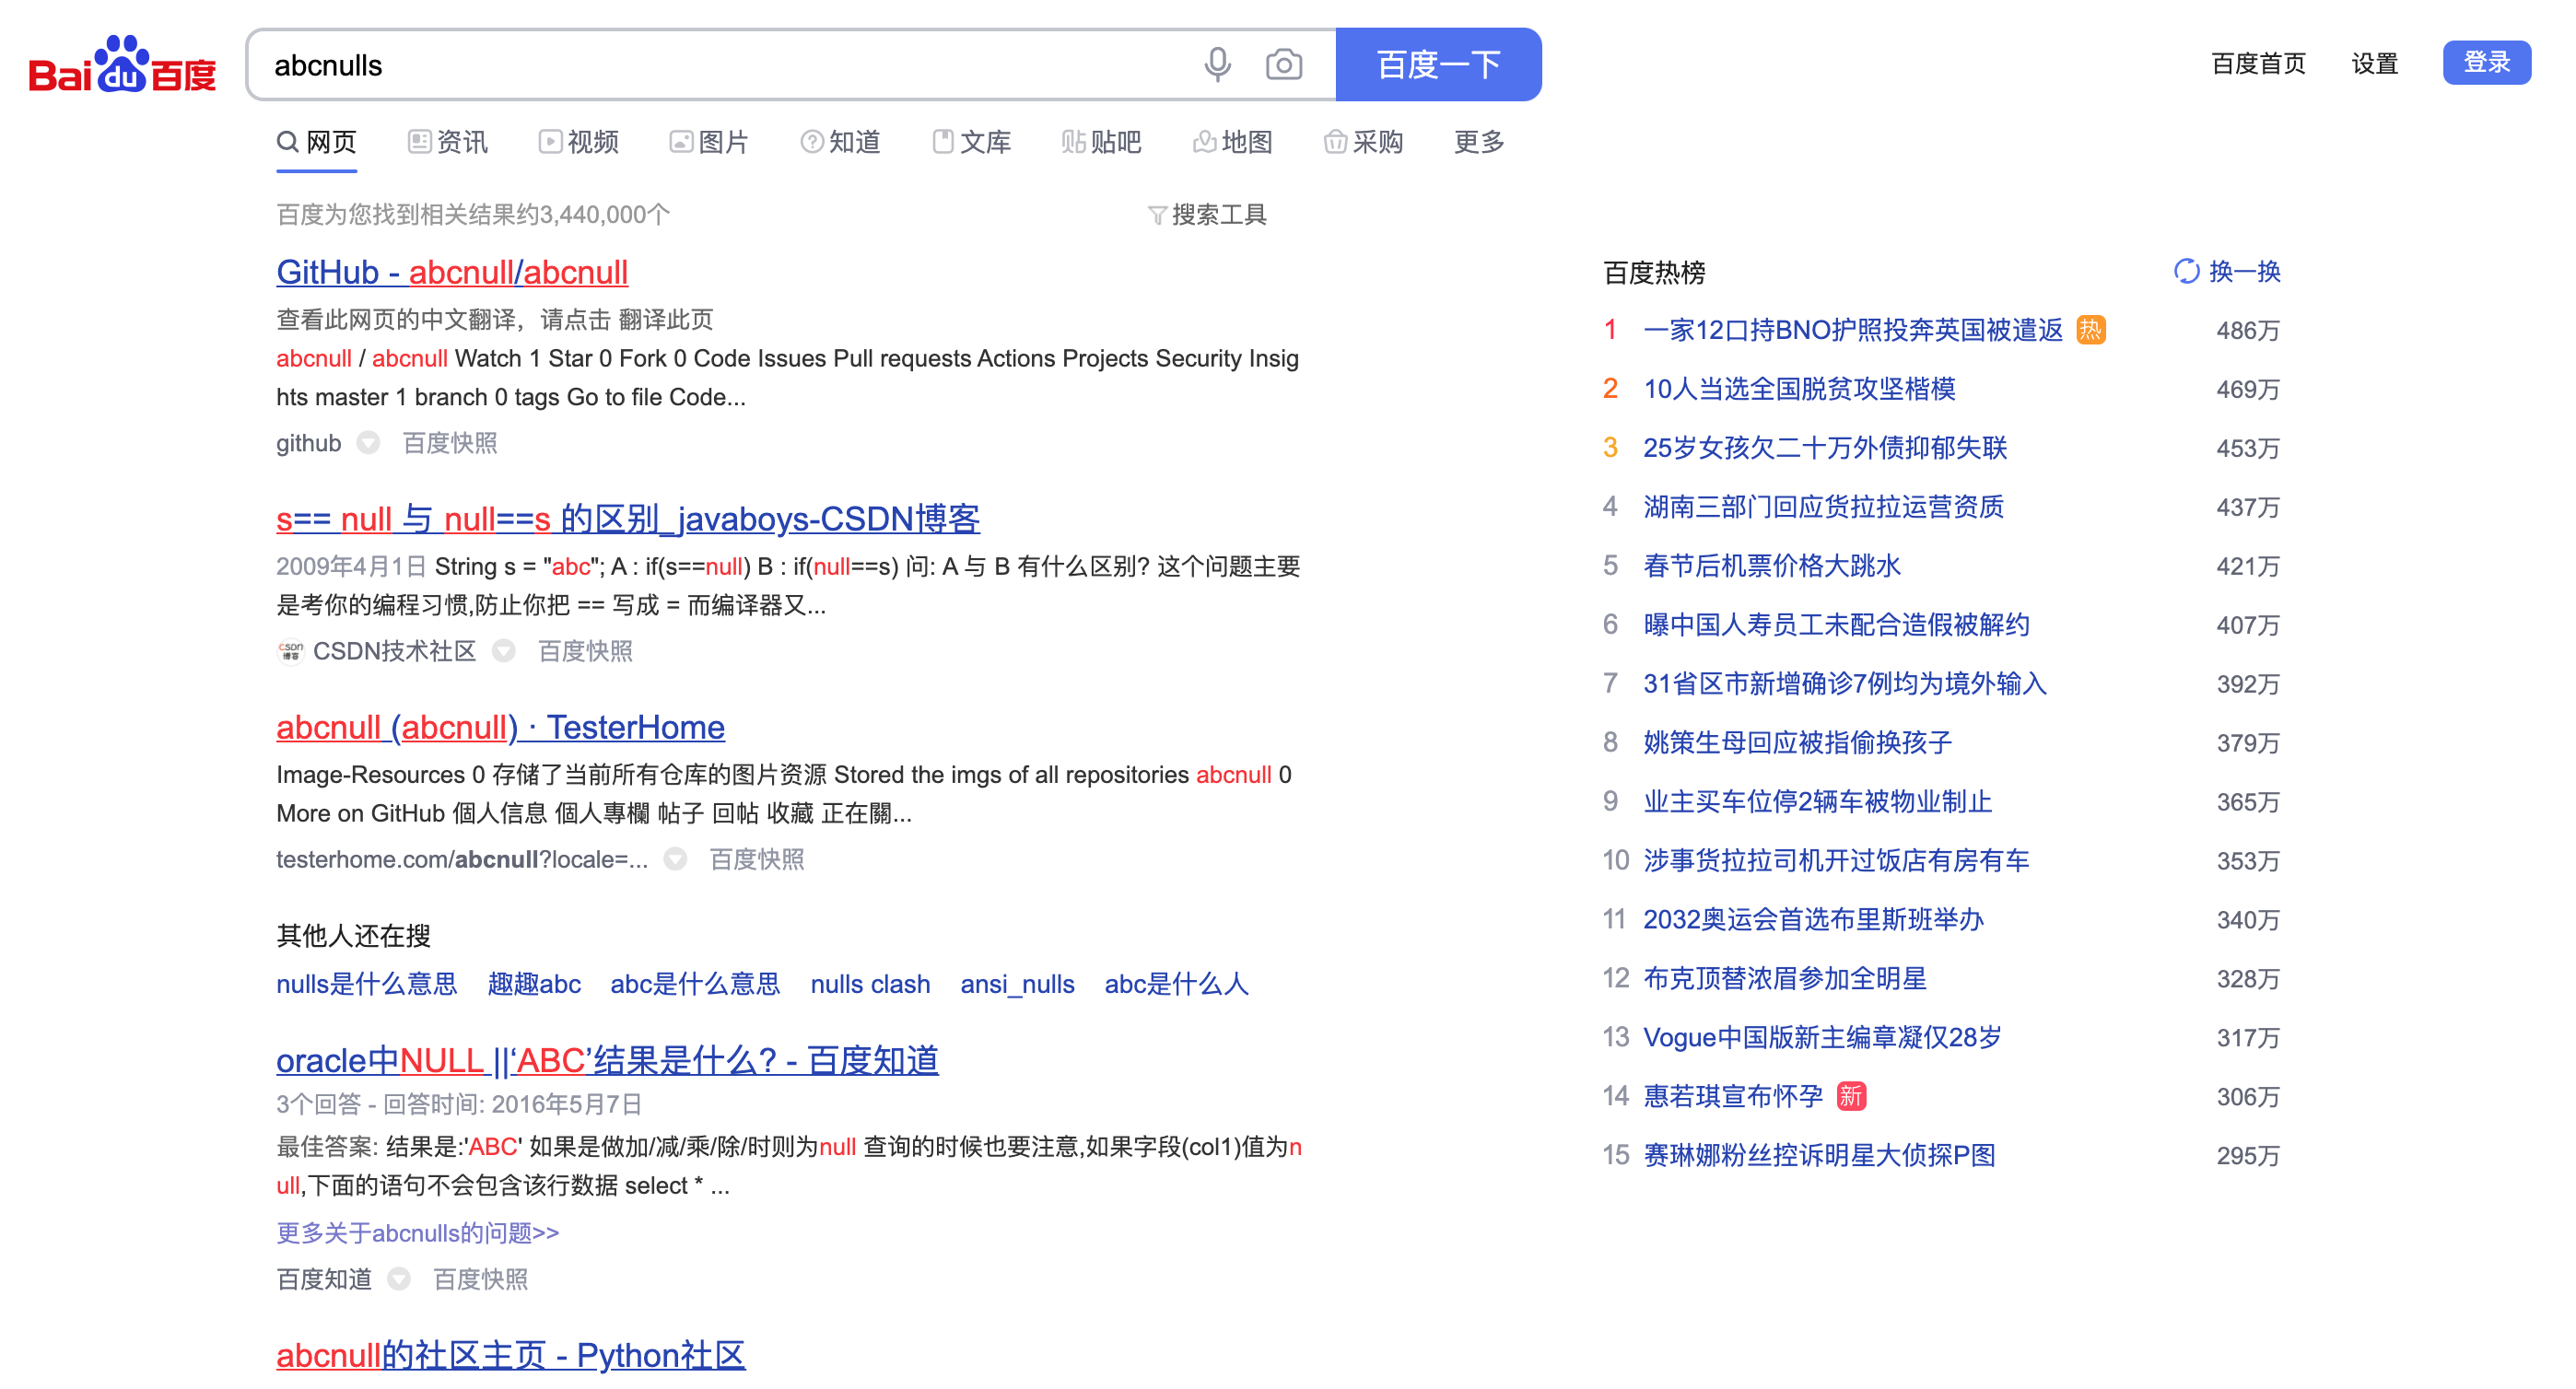 Bai du 百度
abcnulls
百度一下
百度首页 设置 登录
网页 资讯 视频 图片 知道 文库 贴吧 地图 采购 更多
百度为您找到相关结果约3,440,000个
搜索工具
GitHub - abcnull/abcnull
查看此网页的中文翻译，请点击 翻译此页
abcnull / abcnull Watch 1 Star 0 Fork 0 Code Issues Pull requests Actions Projects Security Insig
hts master 1 branch 0 tags Go to file Code...
github 百度快照
s== null 与 null==s 的区别_javaboys-CSDN博客
2009年4月1日 String s = "abc"; A : if(s==null) B : if(null==s) 问: A 与 B 有什么区别? 这个问题主要
是考你的编程习惯,防止你把 == 写成 = 而编译器又...
CSDN博客 CSDN技术社区 百度快照
abcnull (abcnull) · TesterHome
Image-Resources 0 存储了当前所有仓库的图片资源 Stored the imgs of all repositories abcnull 0
More on GitHub 個人信息 個人專欄 帖子 回帖 收藏 正在關...
testerhome.com/abcnull?locale=... 百度快照
其他人还在搜
nulls是什么意思 趣趣abc abc是什么意思 nulls clash ansi_nulls abc是什么人
oracle中NULL ||‘ABC’结果是什么? - 百度知道
3个回答 - 回答时间: 2016年5月7日
最佳答案: 结果是:'ABC' 如果是做加/减/乘/除/时则为null 查询的时候也要注意,如果字段(col1)值为n
ull,下面的语句不会包含该行数据 select * ...
更多关于abcnulls的问题>>
百度知道 百度快照
abcnull的社区主页 - Python社区
百度热榜 换一换
1 一家12口持BNO护照投奔英国被遣返 热 486万
2 10人当选全国脱贫攻坚楷模 469万
3 25岁女孩欠二十万外债抑郁失联 453万
4 湖南三部门回应货拉拉运营资质 437万
5 春节后机票价格大跳水 421万
6 曝中国人寿员工未配合造假被解约 407万
7 31省区市新增确诊7例均为境外输入 392万
8 姚策生母回应被指偷换孩子 379万
9 业主买车位停2辆车被物业制止 365万
10 涉事货拉拉司机开过饭店有房有车 353万
11 2032奥运会首选布里斯班举办 340万
12 布克顶替浓眉参加全明星 328万
13 Vogue中国版新主编章凝仅28岁 317万
14 惠若琪宣布怀孕 新 306万
15 赛琳娜粉丝控诉明星大侦探P图 295万